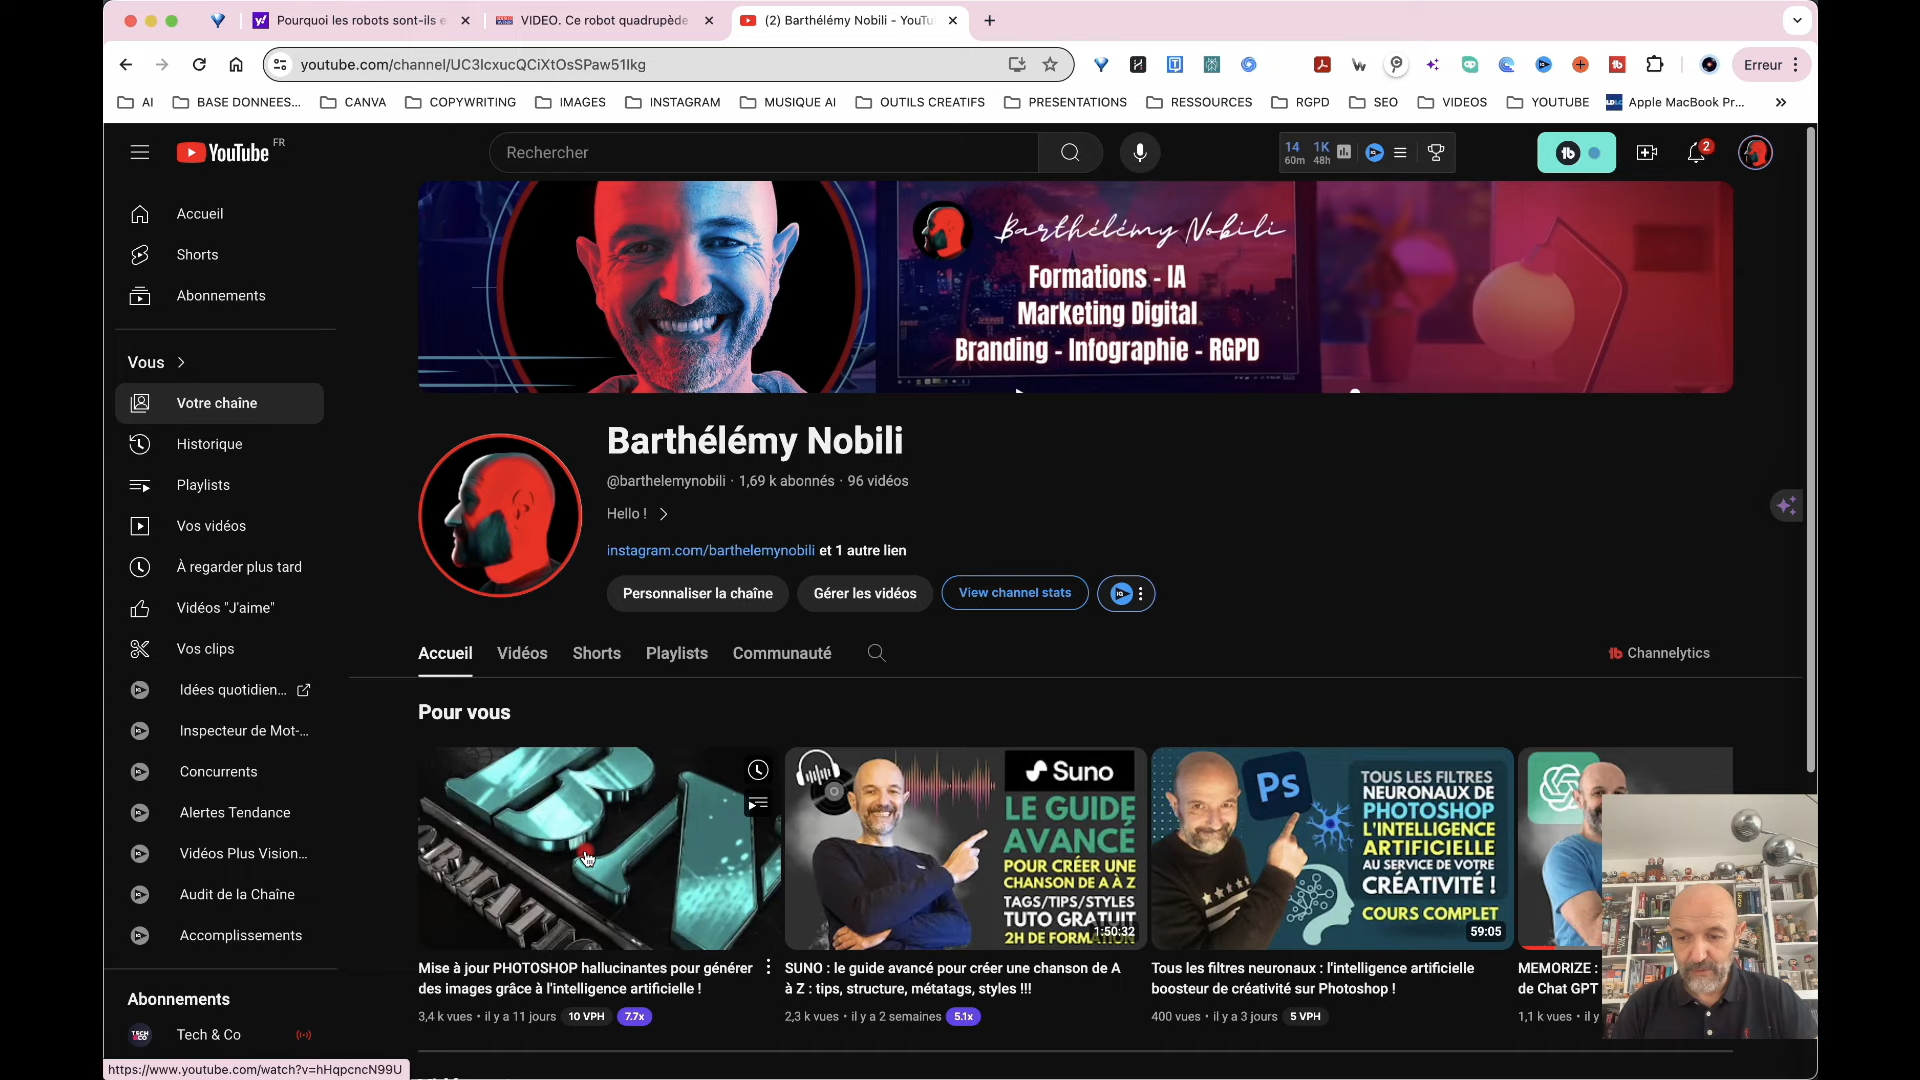 Pourquoi les robots sont-ils e
VIDEO. Ce robot quadrupède
(2) Barthélémy Nobili - YouTu
youtube.com/channel/UC3lcxucQCiXtOsSPaw51lkg
Erreur
AI
BASE DONNEES...
CANVA
COPYWRITING
IMAGES
INSTAGRAM
MUSIQUE AI
OUTILS CREATIFS
PRESENTATIONS
RESSOURCES
RGPD
SEO
VIDEOS
YOUTUBE
Apple MacBook Pr...
YouTube FR
Rechercher
14 1K
60m 48h
2
Accueil
Shorts
Abonnements
Vous
Votre chaîne
Historique
Playlists
Vos vidéos
À regarder plus tard
Vidéos "J'aime"
Vos clips
Idées quotidien...
Inspecteur de Mot-...
Concurrents
Alertes Tendance
Vidéos Plus Vision...
Audit de la Chaîne
Accomplissements
Abonnements
Tech & Co
https://www.youtube.com/watch?v=hHqpcncN99U
Barthélémy Nobili
Formations - IA
Marketing Digital
Branding - Infographie - RGPD
Barthélémy Nobili
@barthelemynobili · 1,69 k abonnés · 96 vidéos
Hello !
instagram.com/barthelemynobili et 1 autre lien
Personnaliser la chaîne
Gérer les vidéos
View channel stats
Accueil
Vidéos
Shorts
Playlists
Communauté
Channelytics
Pour vous
Mise à jour PHOTOSHOP hallucinantes pour générer
des images grâce à l'intelligence artificielle !
3,4 k vues • il y a 11 jours 10 VPH 7.7x
Suno
LE GUIDE
AVANCÉ
POUR CRÉER UNE
CHANSON DE A À Z
TAGS/TIPS/STYLES
TUTO GRATUIT
2H DE FORMA
1:50:32
SUNO : le guide avancé pour créer une chanson de A
à Z : tips, structure, métatags, styles !!!
2,3 k vues • il y a 2 semaines 5.1x
Ps
TOUS LES FILTRES
NEURONAUX DE
PHOTOSHOP
L'INTELLIGENCE
ARTIFICIELLE
AU SERVICE DE VOTRE
CRÉATIVITÉ !
COURS COMPLET
59:05
Tous les filtres neuronaux : l'intelligence artificielle
boosteur de créativité sur Photoshop !
400 vues • il y a 3 jours 5 VPH
MEMORIZE :
de Chat GPT
1,1 k vues • il y